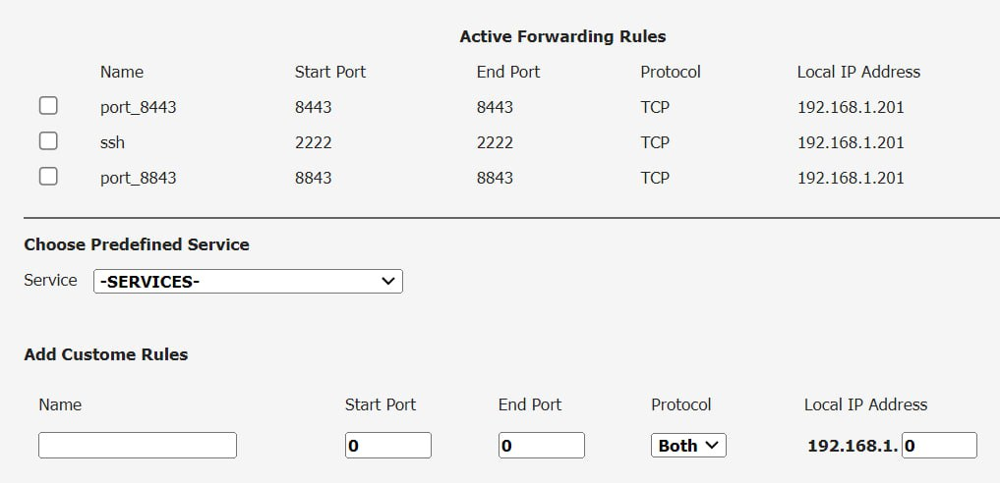 Active Forwarding Rules
Name Start Port End Port Protocol Local IP Address
port_8443 8443 8443 TCP 192.168.1.201
ssh 2222 2222 TCP 192.168.1.201
port_8843 8843 8843 TCP 192.168.1.201
Choose Predefined Service
Service -SERVICES-
Add Custome Rules
Name Start Port End Port Protocol Local IP Address
0 0 Both 192.168.1. 0